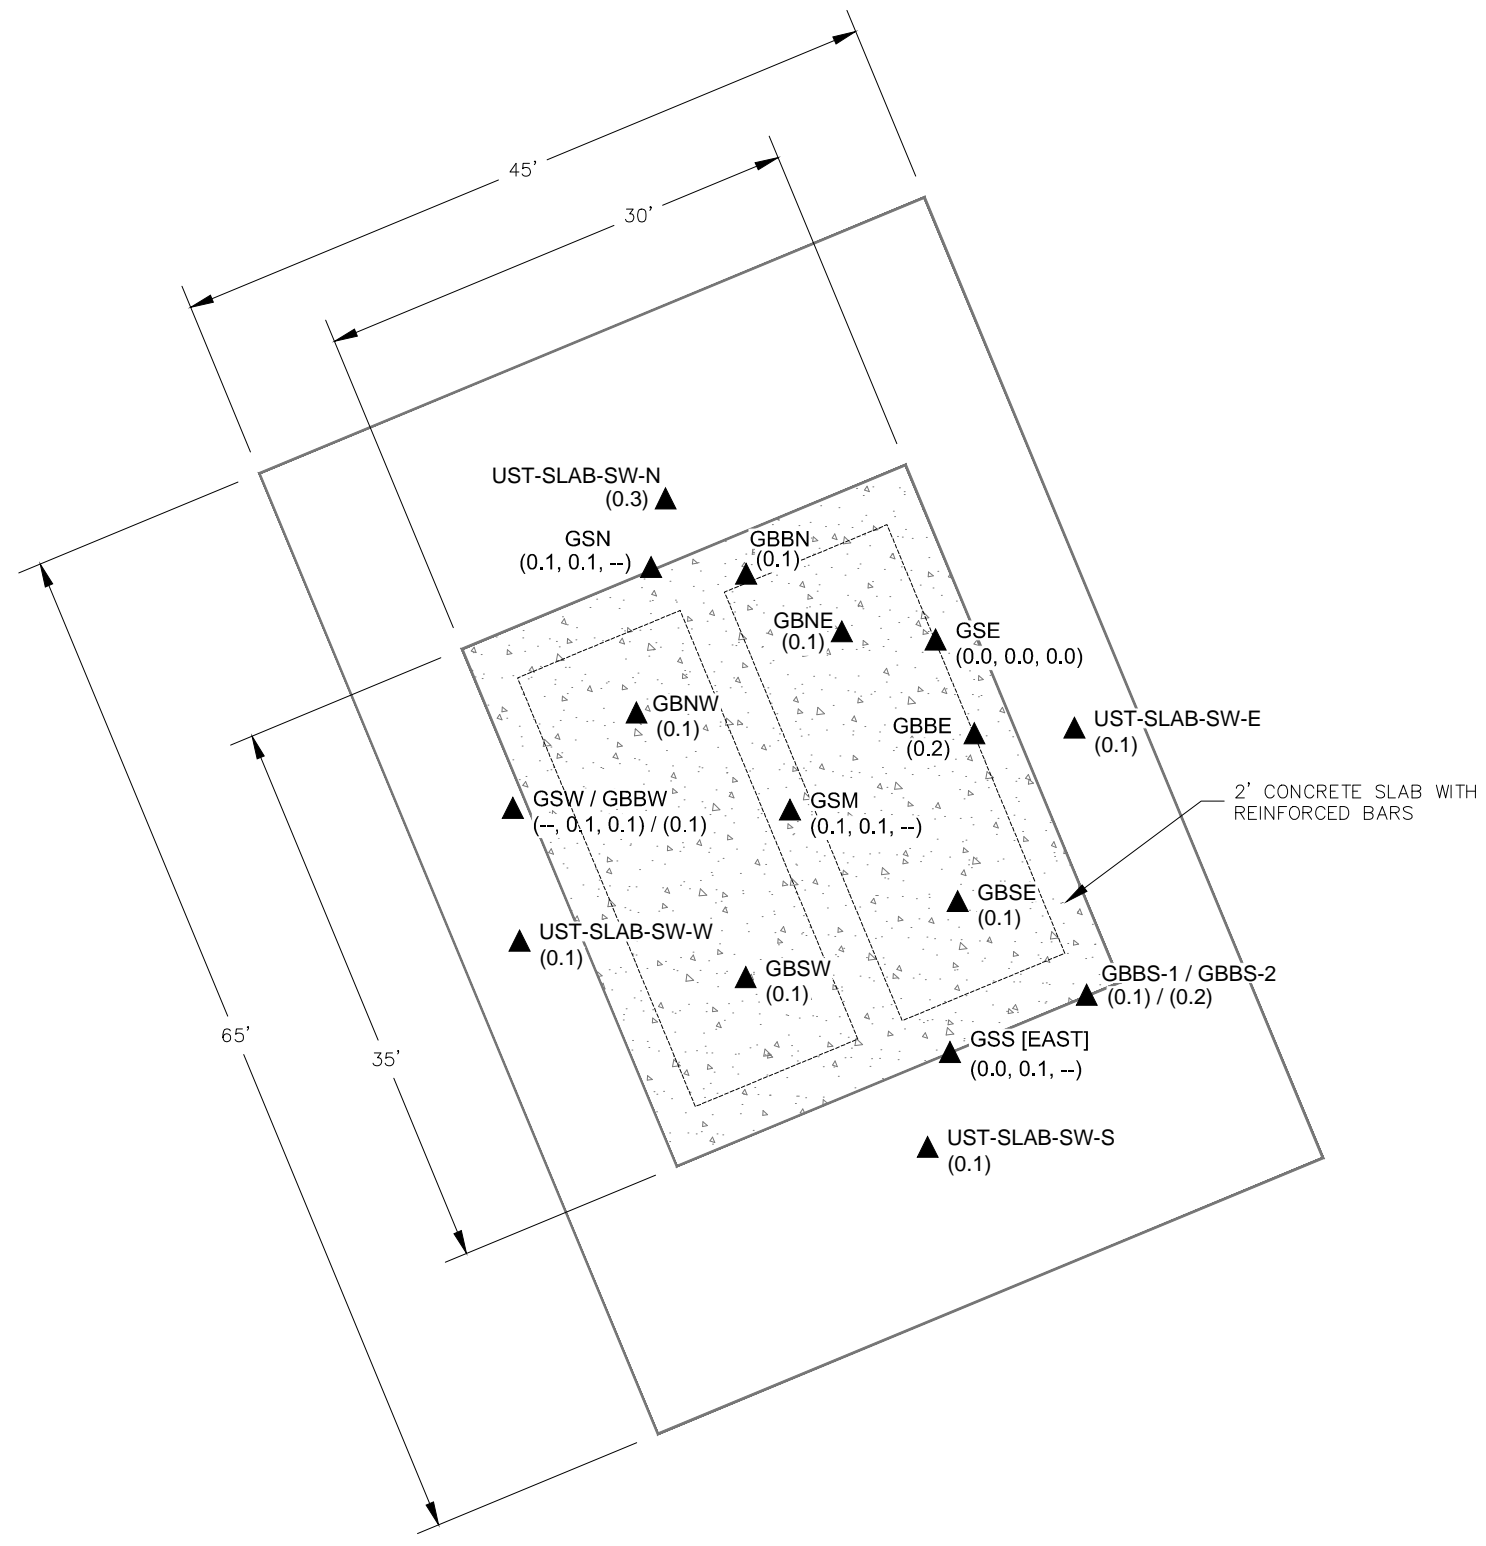 45'
30'
UST-SLAB-SW-N
(0.3)
GSN
(0.1, 0.1, --)
GBBN
(0.1)
GBNE
(0.1)
GSE
(0.0, 0.0, 0.0)
GBNW
(0.1)
GBBE
(0.2)
UST-SLAB-SW-E
(0.1)
GSW / GBBW
(--, 0.1, 0.1) / (0.1)
GSM
(0.1, 0.1, --)
2' CONCRETE SLAB WITH
REINFORCED BARS
GBSE
(0.1)
UST-SLAB-SW-W
(0.1)
GBSW
(0.1)
GBBS-1 / GBBS-2
(0.1) / (0.2)
65'
35'
GSS [EAST]
(0.0, 0.1, --)
UST-SLAB-SW-S
(0.1)